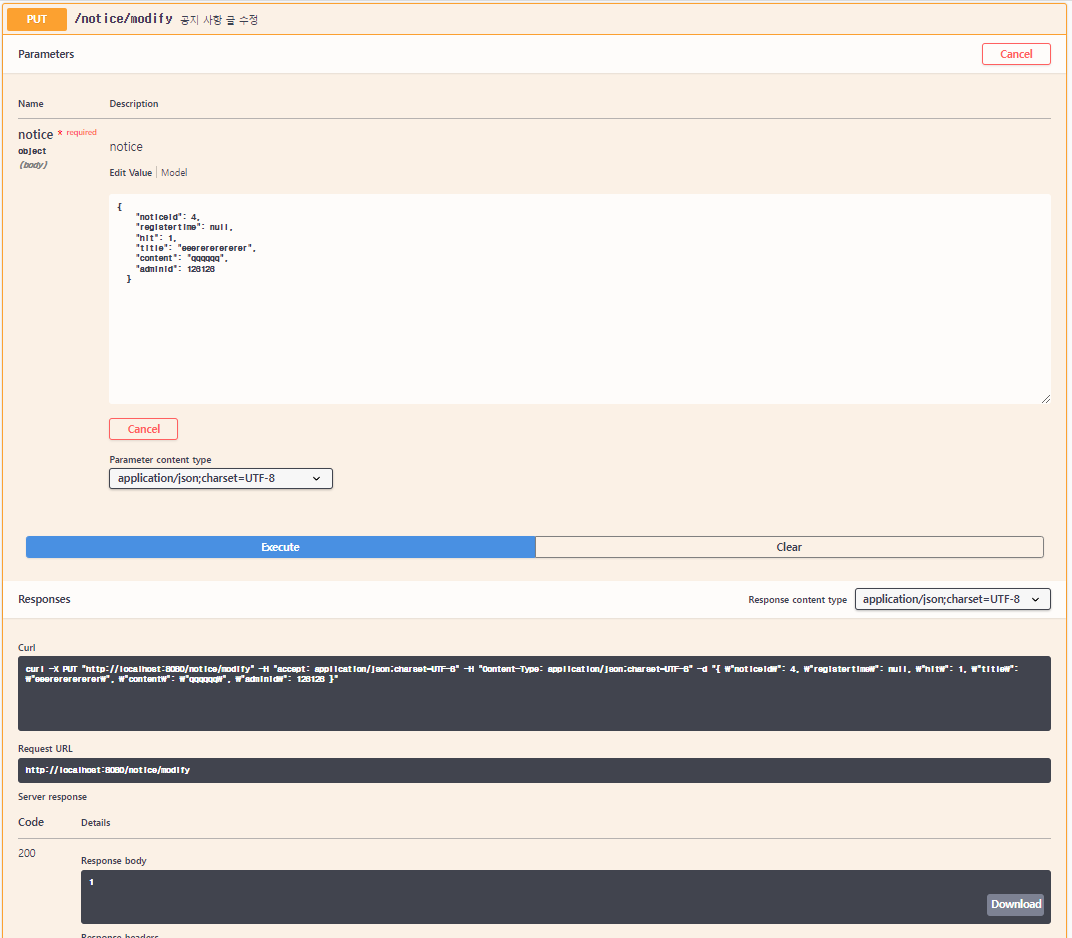 PUT /notice/modify 공지 사항 글 수정
Parameters
Cancel
Name Description
notice * required
object
(body)
notice
Edit Value Model
{
"noticeid": 4,
"registertime": null,
"hit": 1,
"title": "eeerererererer",
"content": "qqqqqq",
"adminid": 126126
}
Cancel
Parameter content type
application/json;charset=UTF-8
Execute Clear
Responses
Response content type application/json;charset=UTF-8
Curl
curl -X PUT "http://localhost:8080/notice/modify" -H "accept: application/json;charset=UTF-8" -H "Content-Type: application/json;charset=UTF-8" -d "{ ₩"noticeid₩": 4, ₩"registertime₩": null, ₩"hit₩": 1, ₩"title₩":
₩"eeerererererer₩", ₩"content₩": ₩"qqqqqq₩", ₩"adminid₩": 126126 }"
Request URL
http://localhost:8080/notice/modify
Server response
Code Details
200
Response body
1
Download
Response headers